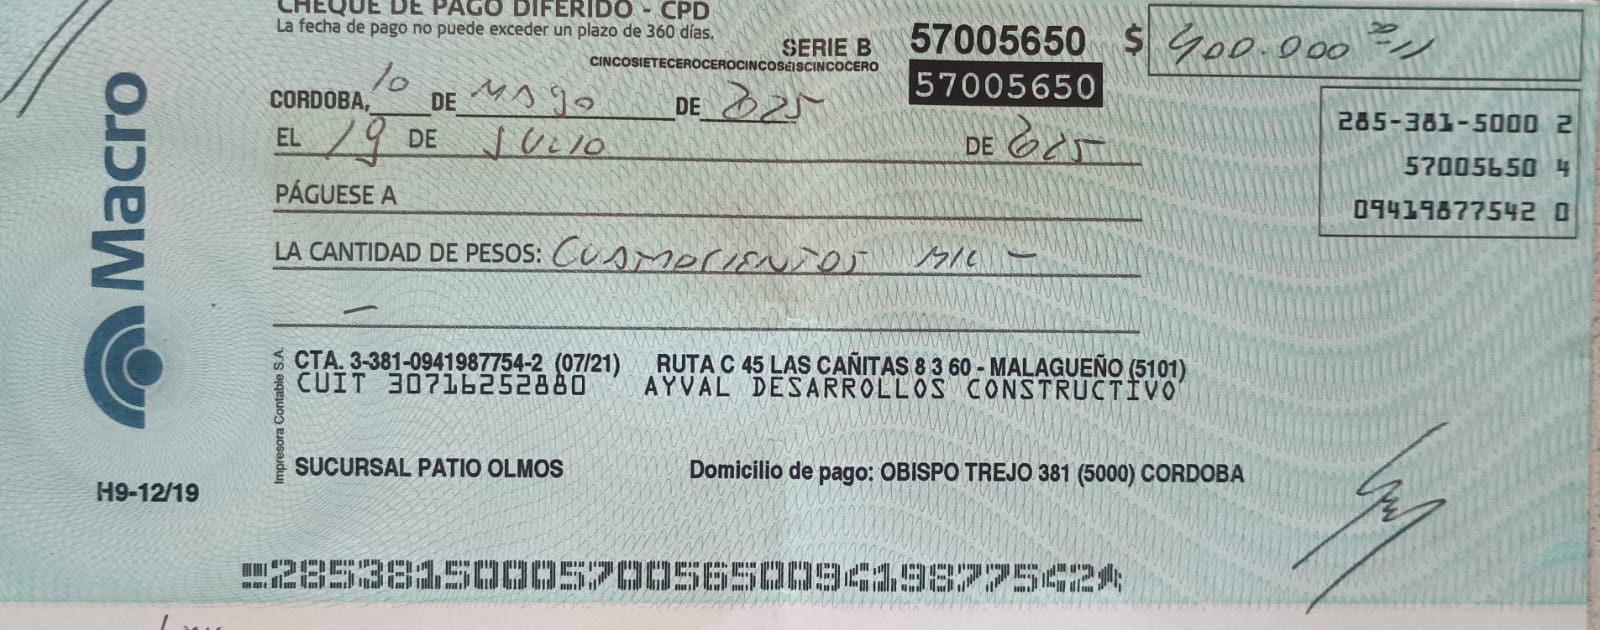 CHEQUE DE PAGO DIFERIDO - CPD
La fecha de pago no puede exceder un plazo de 360 días.
SERIE B 57005650 $ 400.000
CINCOSIETECEROCEROCINCOSEISCINCOCERO
57005650
CORDOBA, 10 DE MAYO DE 2025
EL 19 DE JULIO DE 2025
285-381-5000 2
57005650 4
09419877542 0
PÁGUESE A
LA CANTIDAD DE PESOS: CUATROCIENTOS MIL -
-
Macro
CTA. 3-381-0941987754-2 (07/21) RUTA C 45 LAS CAÑITAS 8 3 60 - MALAGUEÑO (5101)
CUIT 30716252880 AYVAL DESARROLLOS CONSTRUCTIVO
Impresora Contable S.A.
SUCURSAL PATIO OLMOS Domicilio de pago: OBISPO TREJO 381 (5000) CORDOBA
H9-12/19
28538150005700565009419877542